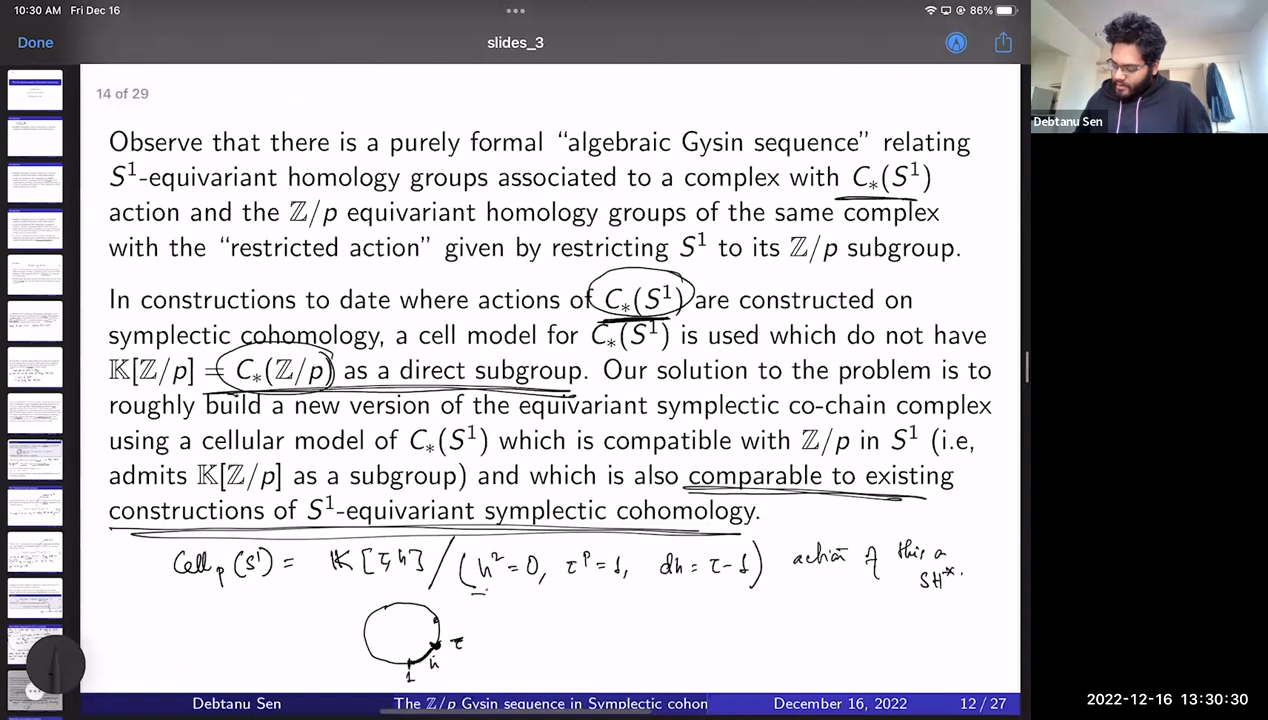 10:30 AM Fri Dec 16
86%
Done
slides_3
14 of 29
Observe that there is a purely formal “algebraic Gysin sequence” relating
S¹-equivariant homology groups associated to a complex with C∗(S¹)
action and the ℤ/p equivariant homology groups of the same complex
with the “restricted action” given by restricting S¹ to its ℤ/p subgroup.
In constructions to date where actions of C∗(S¹) are constructed on
symplectic cohomology, a cell model for C∗(S¹) is used which do not have
𝕂[ℤ/p] = C∗(ℤ/p) as a direct subgroup. Our solution to the problem is to
roughly build a new version of the equivariant symplectic co-chain complex
using a cellular model of C∗(S¹) which is compatible with ℤ/p in S¹ (i.e,
admits 𝕂[ℤ/p] as a subgroup) and which is also comparable to existing
constructions of S¹-equivariant symplectic cohomology.
Cell_p(S¹) = 𝕂[τ,h] / (h² = 0, τ^p = 1, dh = τ - 1) action of this on
SH*.
τ
h
1
Debtanu Sen The ℤ/p Gysin sequence in Symplectic cohon December 16, 2022 12 / 27
Debtanu Sen
2022-12-16 13:30:30